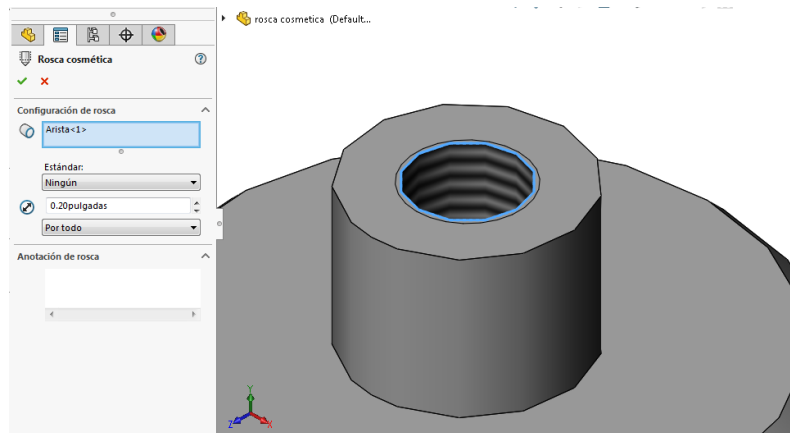 rosca cosmetica (Default...
Rosca cosmética
Configuración de rosca
Arista<1>
Estándar:
Ningún
0.20pulgadas
Por todo
Anotación de rosca
Y
Z
X